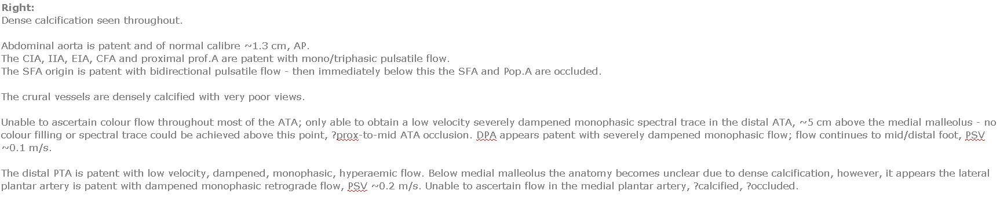 Right:
Dense calcification seen throughout.
Abdominal aorta is patent and of normal calibre ~1.3 cm, AP.
The CIA, IIA, EIA, CFA and proximal prof.A are patent with mono/triphasic pulsatile flow.
The SFA origin is patent with bidirectional pulsatile flow - then immediately below this the SFA and Pop.A are occluded.
The crural vessels are densely calcified with very poor views.
Unable to ascertain colour flow throughout most of the ATA; only able to obtain a low velocity severely dampened monophasic spectral trace in the distal ATA, ~5 cm above the medial malleolus - no
colour filling or spectral trace could be achieved above this point, ?prox-to-mid ATA occlusion. DPA appears patent with severely dampened monophasic flow; flow continues to mid/distal foot, PSV
~0.1 m/s.
The distal PTA is patent with low velocity, dampened, monophasic, hyperaemic flow. Below medial malleolus the anatomy becomes unclear due to dense calcification, however, it appears the lateral
plantar artery is patent with dampened monophasic retrograde flow, PSV ~0.2 m/s. Unable to ascertain flow in the medial plantar artery, ?calcified, ?occluded.